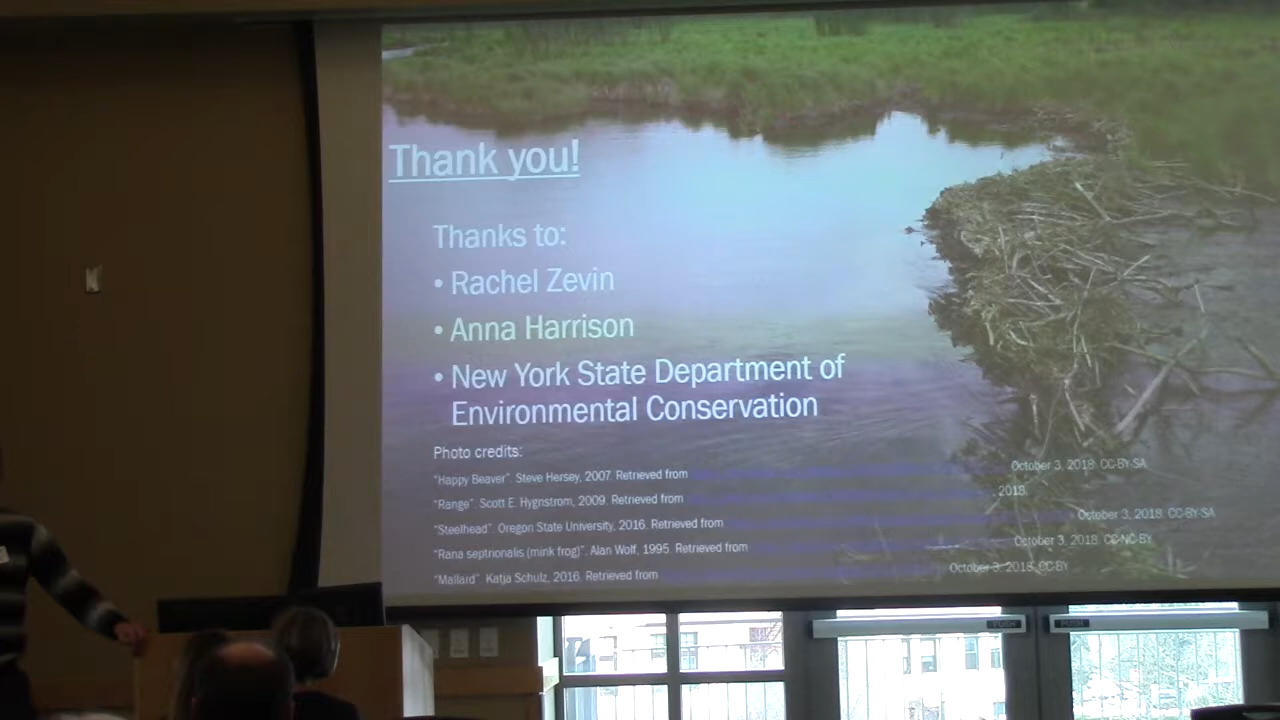 Thank you!
Thanks to:
• Rachel Zevin
• Anna Harrison
• New York State Department of
Environmental Conservation
Photo credits:
"Happy Beaver". Steve Hersey, 2007. Retrieved from October 3, 2018. CC-BY-SA
"Range". Scott E. Hygnstrom, 2009. Retrieved from , 2018.
"Steelhead". Oregon State University, 2016. Retrieved from October 3, 2018. CC-BY-SA
"Rana septrionalis (mink frog)". Alan Wolf, 1995. Retrieved from October 3, 2018. CC-NC-BY
"Mallard". Katja Schulz, 2016. Retrieved from October 3, 2018. CC-BY
PUSH
PUSH